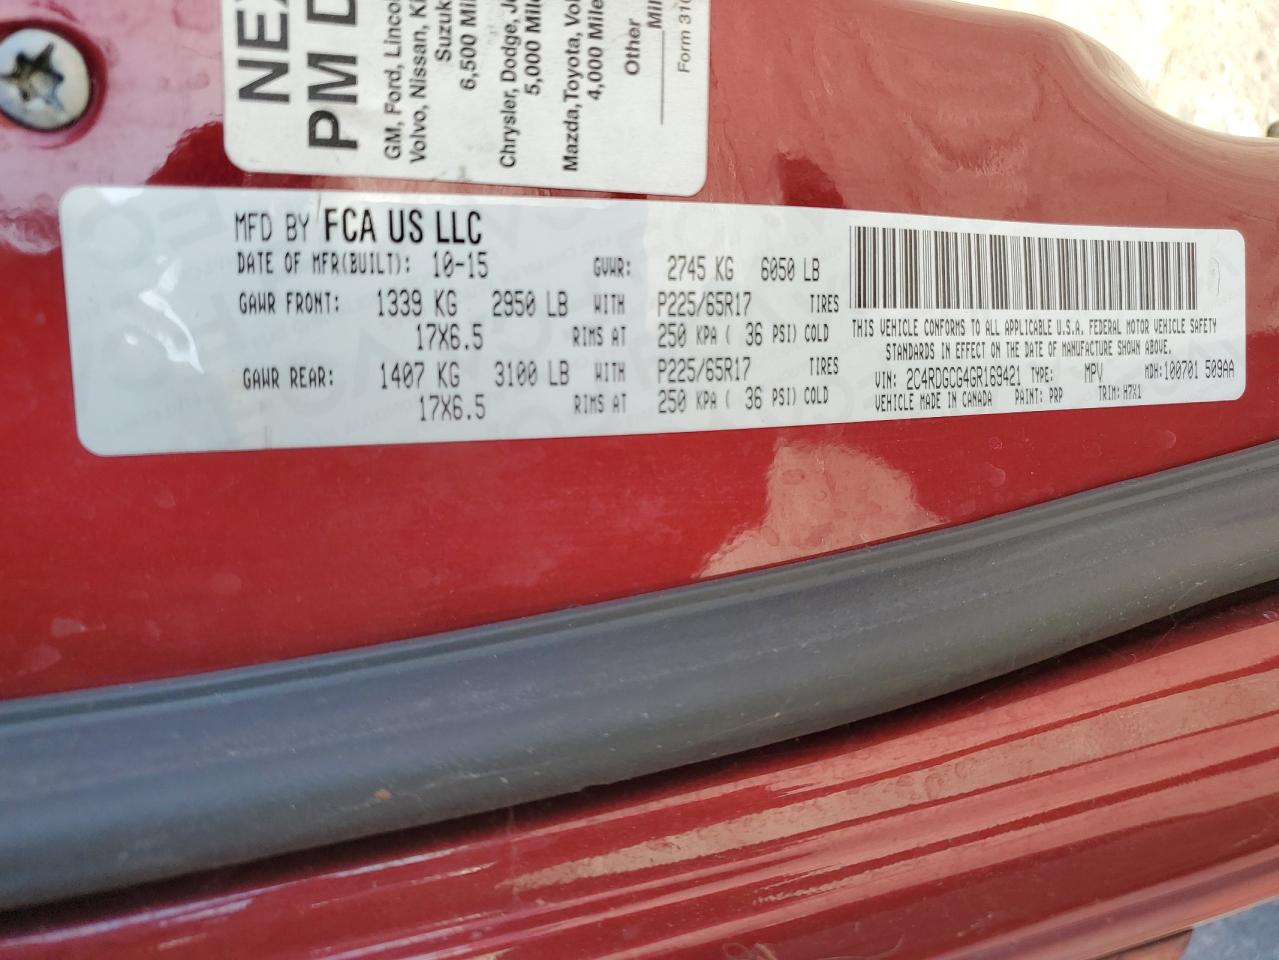 NEX
PM D
GM, Ford, Lincol
Volvo, Nissan, Ki
Suzuk
6,500 Mil
Chrysler, Dodge, J
5,000 Mile
Mazda, Toyota, Vol
4,000 Mile
Other
Mil
Form 310
MFD BY FCA US LLC
DATE OF MFR(BUILT): 10-15 GVWR: 2745 KG 6050 LB
GAWR FRONT: 1339 KG 2950 LB WITH P225/65R17 TIRES
17X6.5 RIMS AT 250 KPA ( 36 PSI) COLD
GAWR REAR: 1407 KG 3100 LB WITH P225/65R17 TIRES
17X6.5 RIMS AT 250 KPA ( 36 PSI) COLD
THIS VEHICLE CONFORMS TO ALL APPLICABLE U.S.A. FEDERAL MOTOR VEHICLE SAFETY
STANDARDS IN EFFECT ON THE DATE OF MANUFACTURE SHOWN ABOVE.
VIN: 2C4RDGCG4GR169421 TYPE: MPV MDH: 100701 509AA
VEHICLE MADE IN CANADA PAINT: PRP TRIM: H7X1